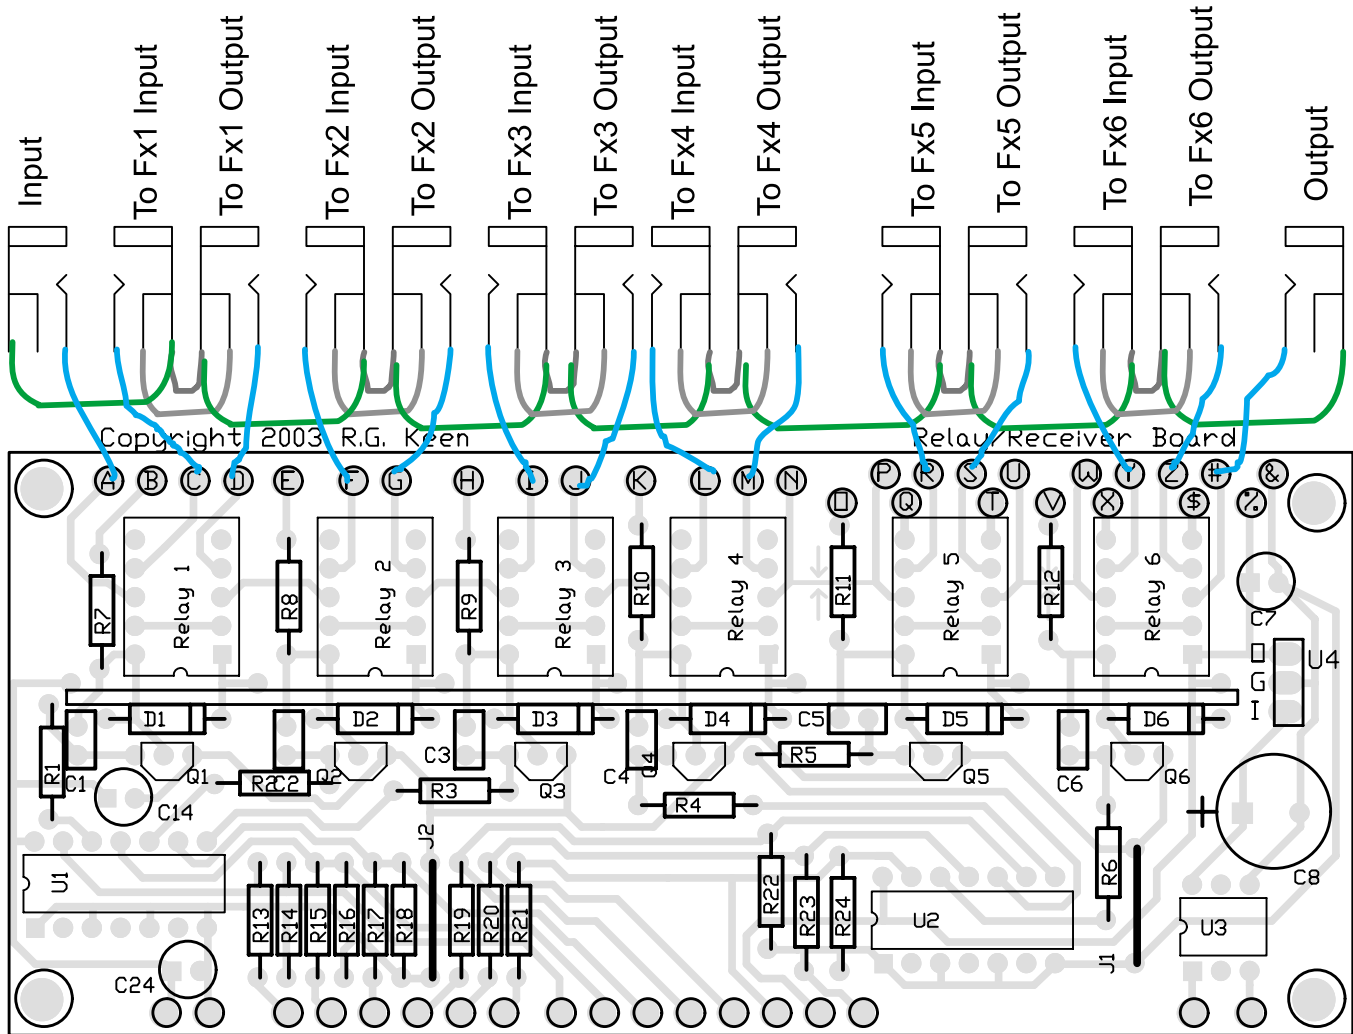 Input
To Fx1 Input
To Fx1 Output
To Fx2 Input
To Fx2 Output
To Fx3 Input
To Fx3 Output
To Fx4 Input
To Fx4 Output
To Fx5 Input
To Fx5 Output
To Fx6 Input
To Fx6 Output
Output
Copyright 2003 R.G. Keen
Relay/Receiver Board
A B C D E F G H I J K L M N
P R S U W Y Z # &
O Q T V X $ %
R7
Relay 1
R8
Relay 2
R9
Relay 3
R10
Relay 4
R11
Relay 5
R12
Relay 6
C7
O
G
I
U4
R1
C1
D1
Q1
C14
R2
C2
D2
Q2
C3
R3
D3
Q3
C4
Q4
R4
D4
C5
R5
D5
Q5
C6
D6
Q6
C8
U1
J2
R13
R14
R15
R16
R17
R18
R19
R20
R21
R22
R23
R24
U2
R6
J1
U3
C24
+